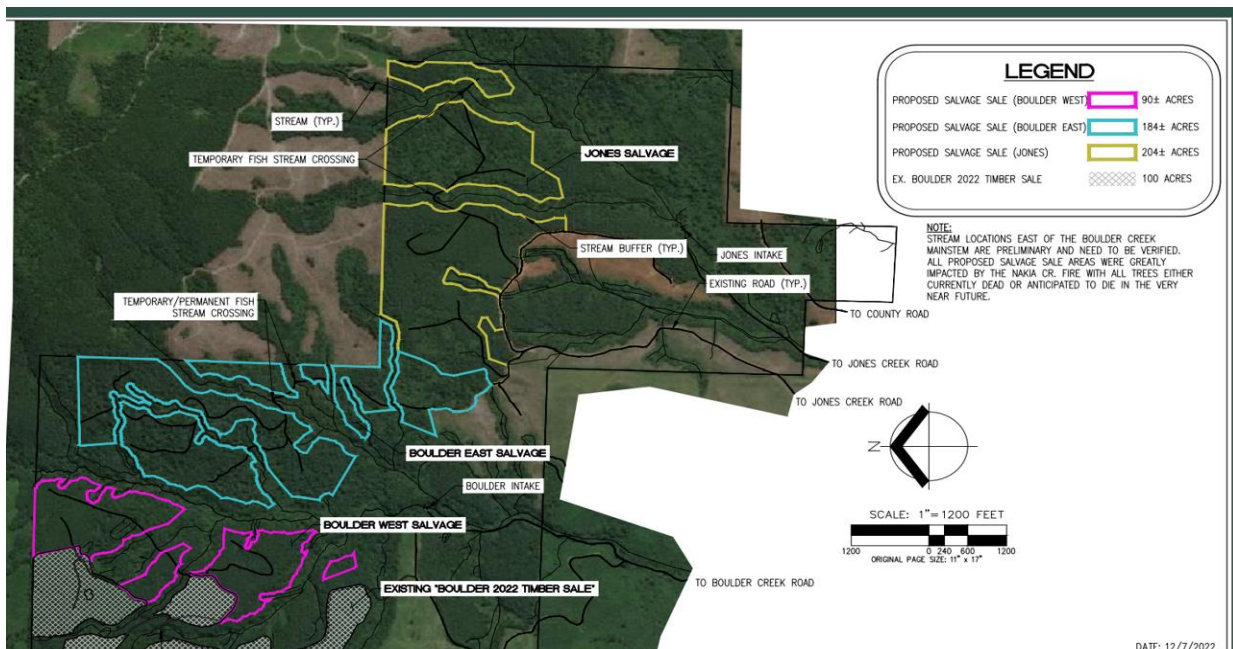 LEGEND
PROPOSED SALVAGE SALE (BOULDER WEST) 90± ACRES
PROPOSED SALVAGE SALE (BOULDER EAST) 184± ACRES
PROPOSED SALVAGE SALE (JONES) 204± ACRES
EX. BOULDER 2022 TIMBER SALE 100 ACRES
STREAM (TYP.)
TEMPORARY FISH STREAM CROSSING
JONES SALVAGE
NOTE:
STREAM LOCATIONS EAST OF THE BOULDER CREEK
MAINSTEM ARE PRELIMINARY AND NEED TO BE VERIFIED.
ALL PROPOSED SALVAGE SALE AREAS WERE GREATLY
IMPACTED BY THE NAKIA CR. FIRE WITH ALL TREES EITHER
CURRENTLY DEAD OR ANTICIPATED TO DIE IN THE VERY
NEAR FUTURE.
STREAM BUFFER (TYP.)
JONES INTAKE
EXISTING ROAD (TYP.)
TEMPORARY/PERMANENT FISH
STREAM CROSSING
TO COUNTY ROAD
TO JONES CREEK ROAD
TO JONES CREEK ROAD
N
BOULDER EAST SALVAGE
BOULDER INTAKE
BOULDER WEST SALVAGE
SCALE: 1"=1200 FEET
1200 0 240 600 1200
ORIGINAL PAGE SIZE: 11" x 17"
EXISTING "BOULDER 2022 TIMBER SALE"
TO BOULDER CREEK ROAD
DATE: 12/7/2022